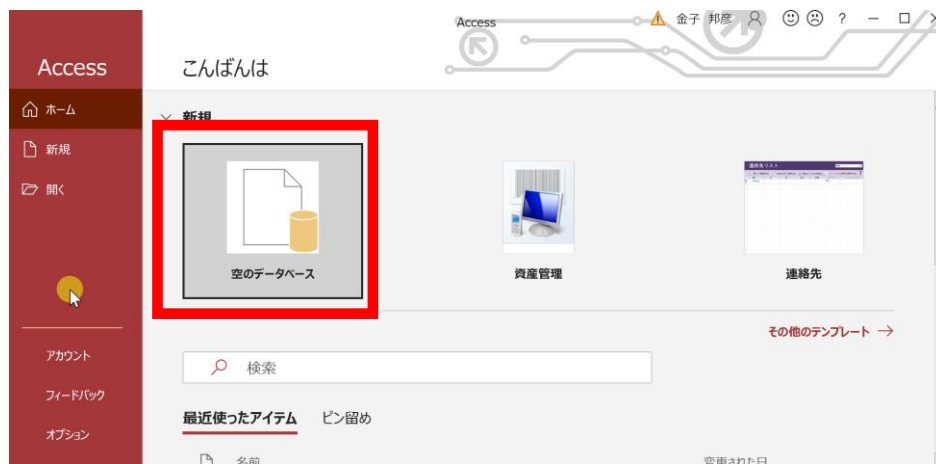 Access
金子 邦彦
?
Access
こんばんは
ホーム
新規
新規
開く
空のデータベース
資産管理
連絡先リスト
連絡先
その他のテンプレート →
アカウント
検索
フィードバック
最近使ったアイテム ピン留め
オプション
名前
変更された日